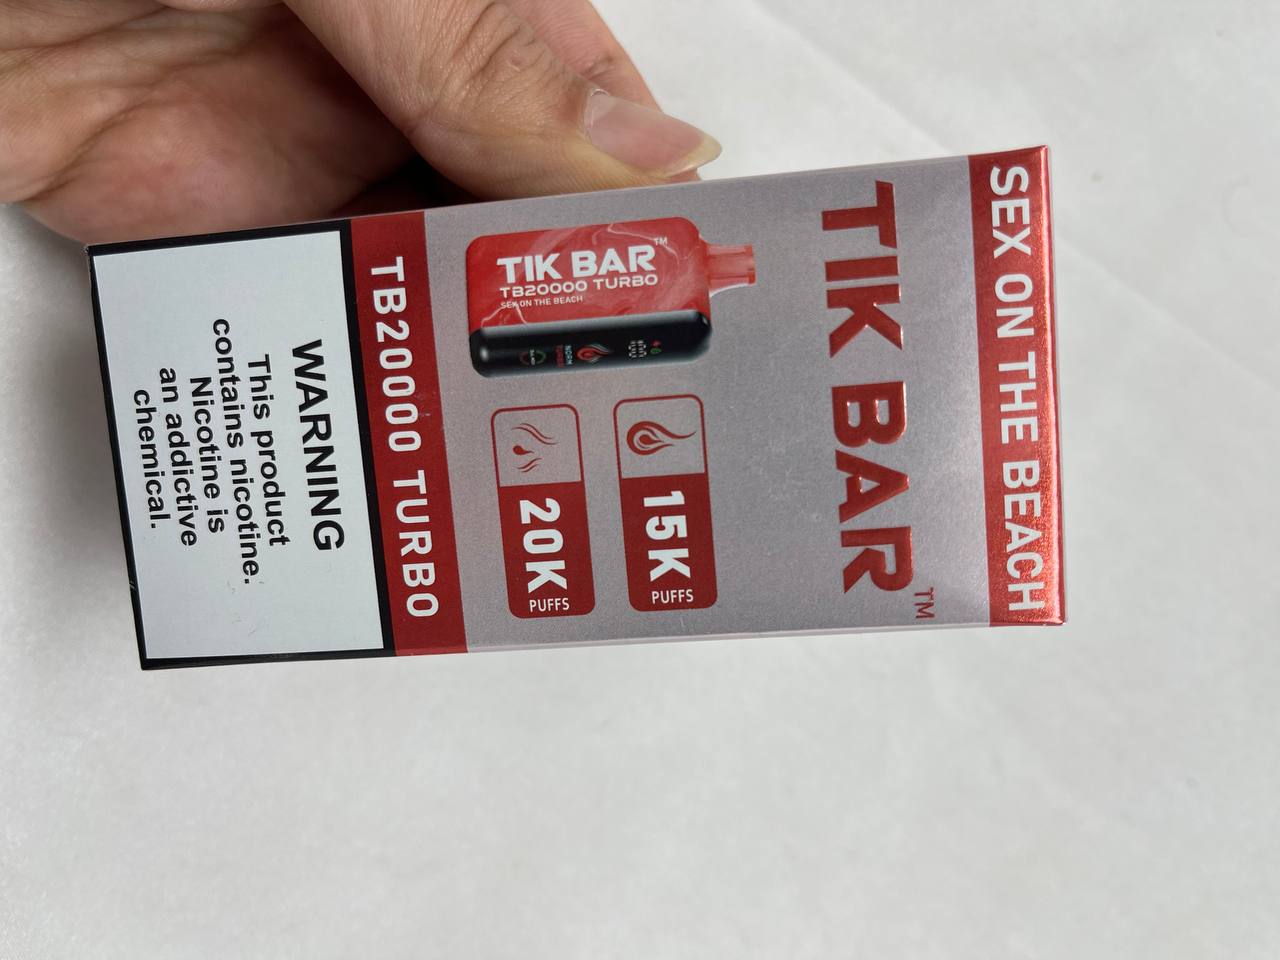 SEX ON THE BEACH
TIK BAR™
TIK BAR™
TB20000 TURBO
SEX ON THE BEACH
NORM
15K
PUFFS
20K
PUFFS
TB20000 TURBO
WARNING
This product
contains nicotine.
Nicotine is
an addictive
chemical.